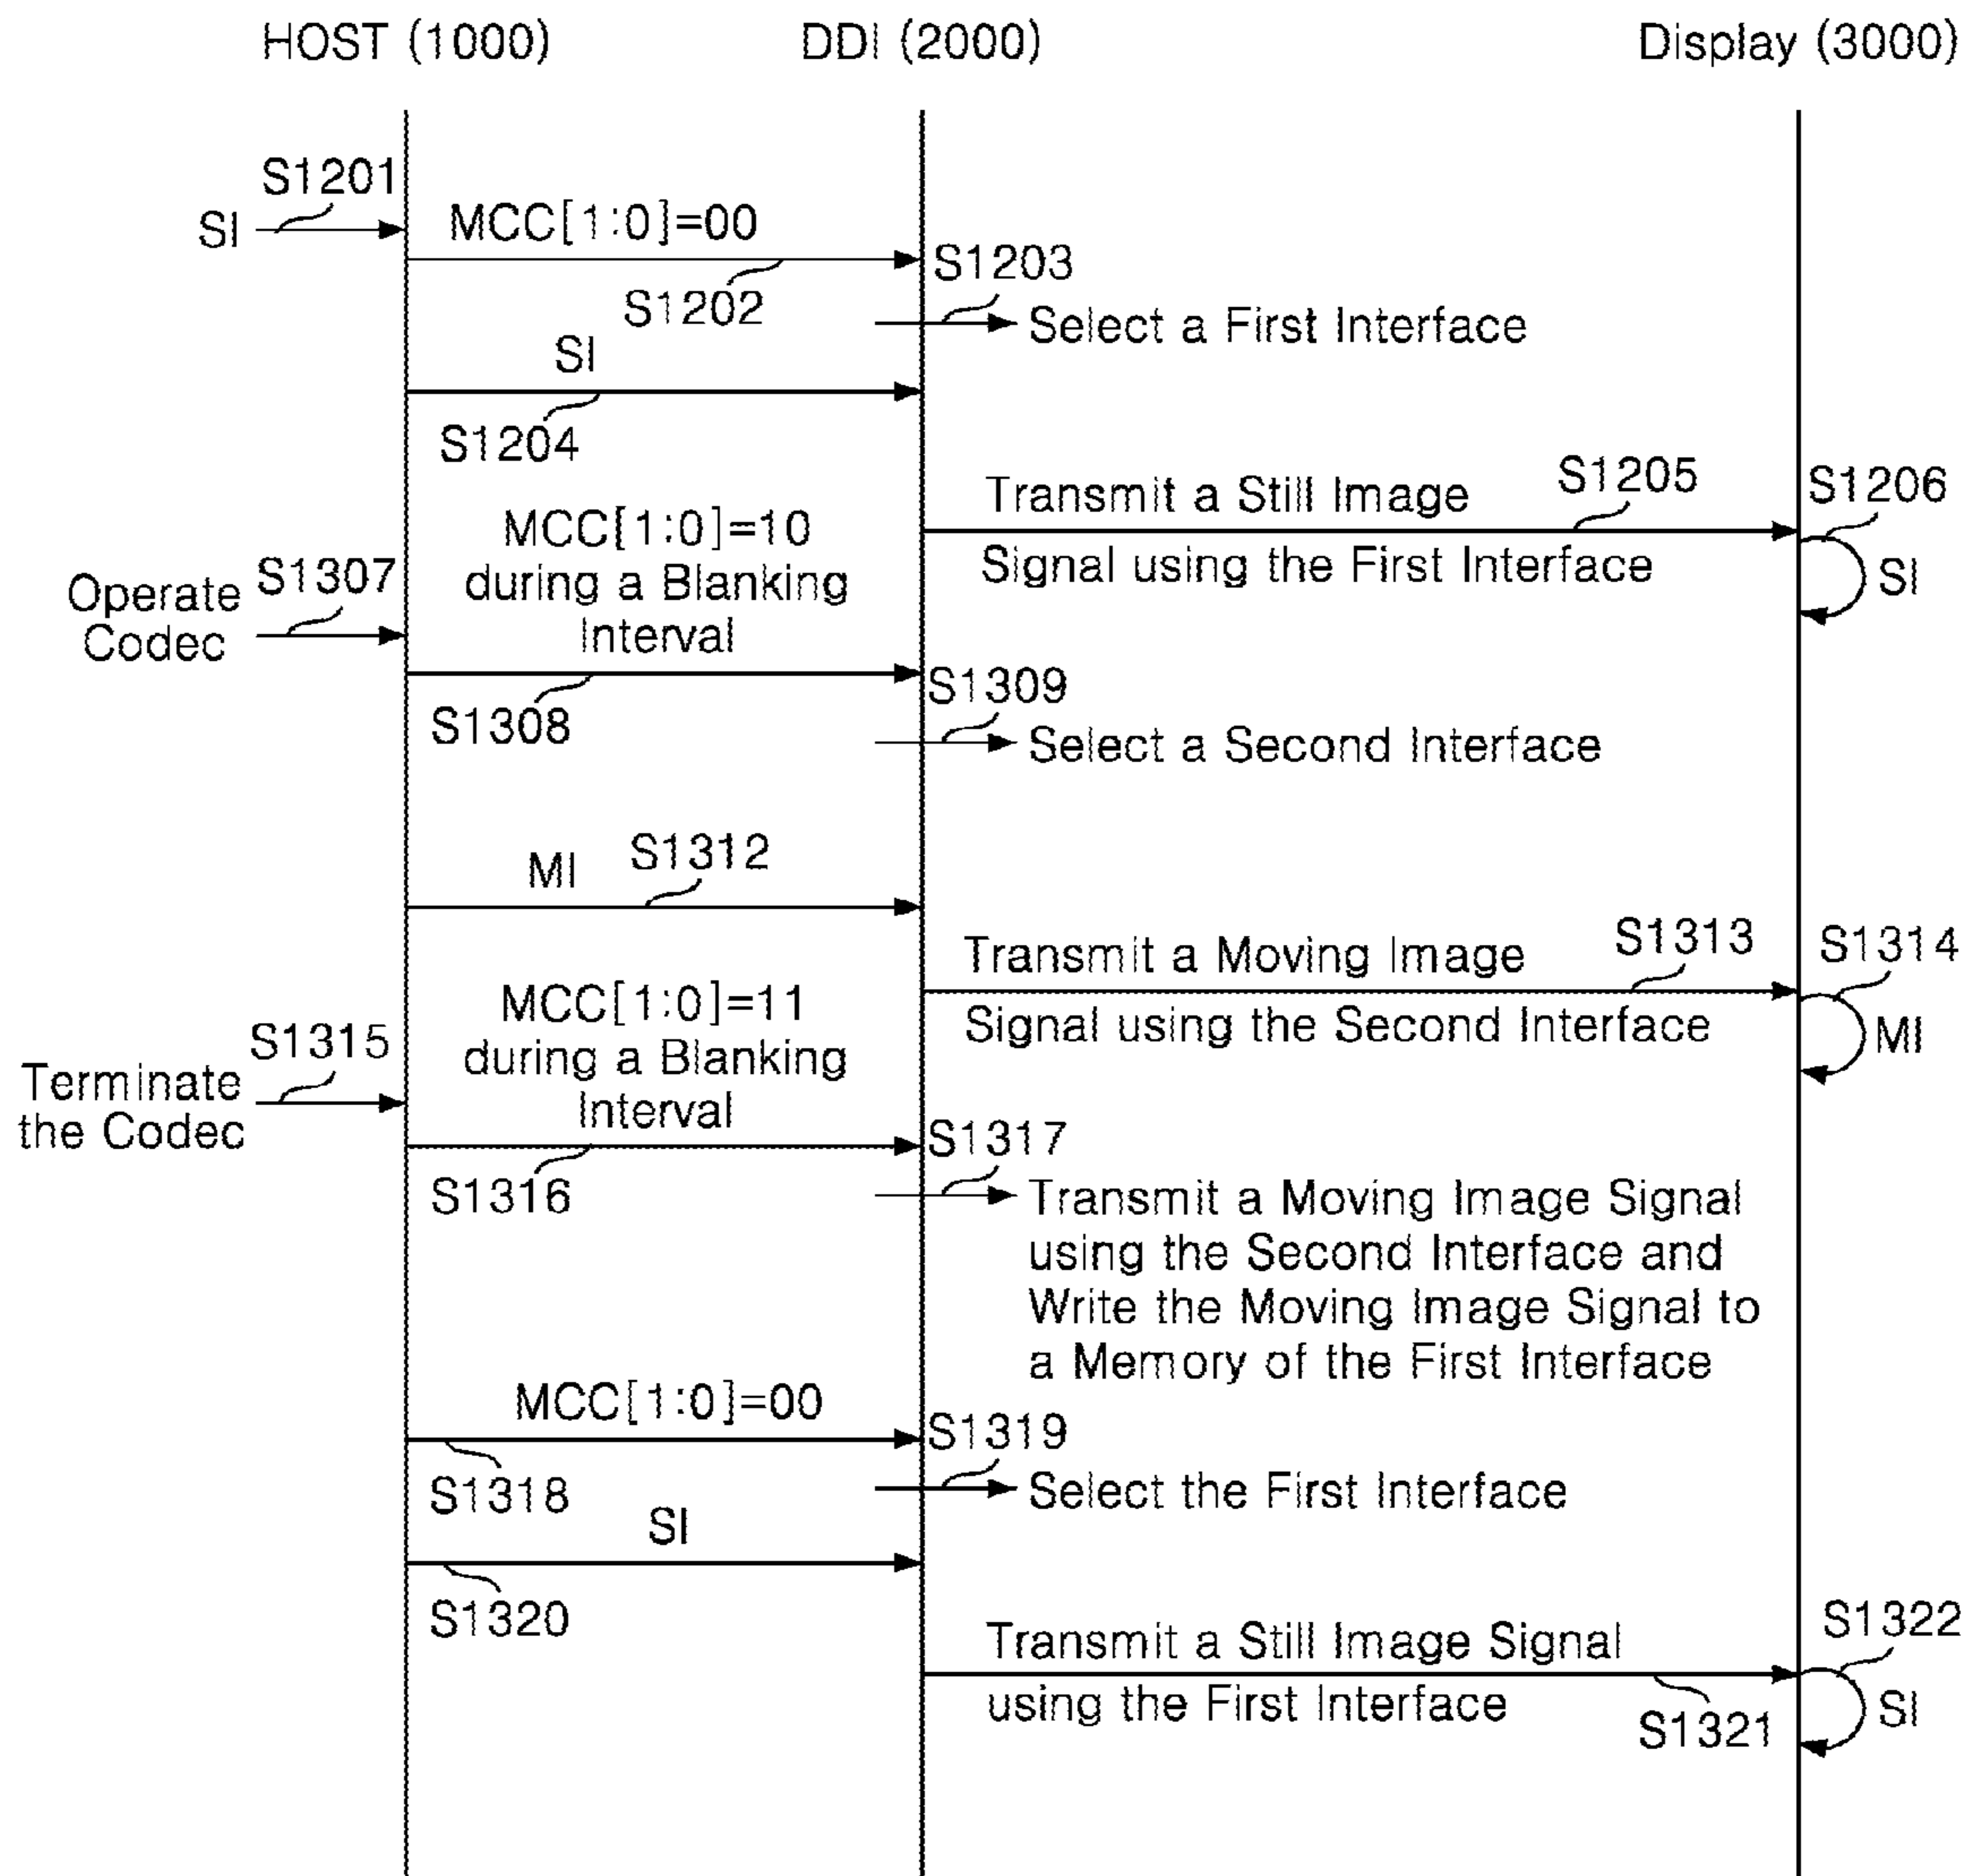 HOST (1000) DDI (2000) Display (3000)
S1201
SI
MCC[1:0]=00
S1202
S1203
Select a First Interface
SI
S1204
Transmit a Still Image
S1205
S1206
Signal using the First Interface
SI
MCC[1:0]=10
during a Blanking
Interval
S1307
Operate
Codec
S1308
S1309
Select a Second Interface
MI
S1312
Transmit a Moving Image
S1313
S1314
Signal using the Second Interface
MI
MCC[1:0]=11
during a Blanking
Interval
S1315
Terminate
the Codec
S1316
S1317
Transmit a Moving Image Signal
using the Second Interface and
Write the Moving Image Signal to
a Memory of the First Interface
MCC[1:0]=00
S1318
S1319
Select the First Interface
SI
S1320
Transmit a Still Image Signal
using the First Interface
S1321
S1322
SI